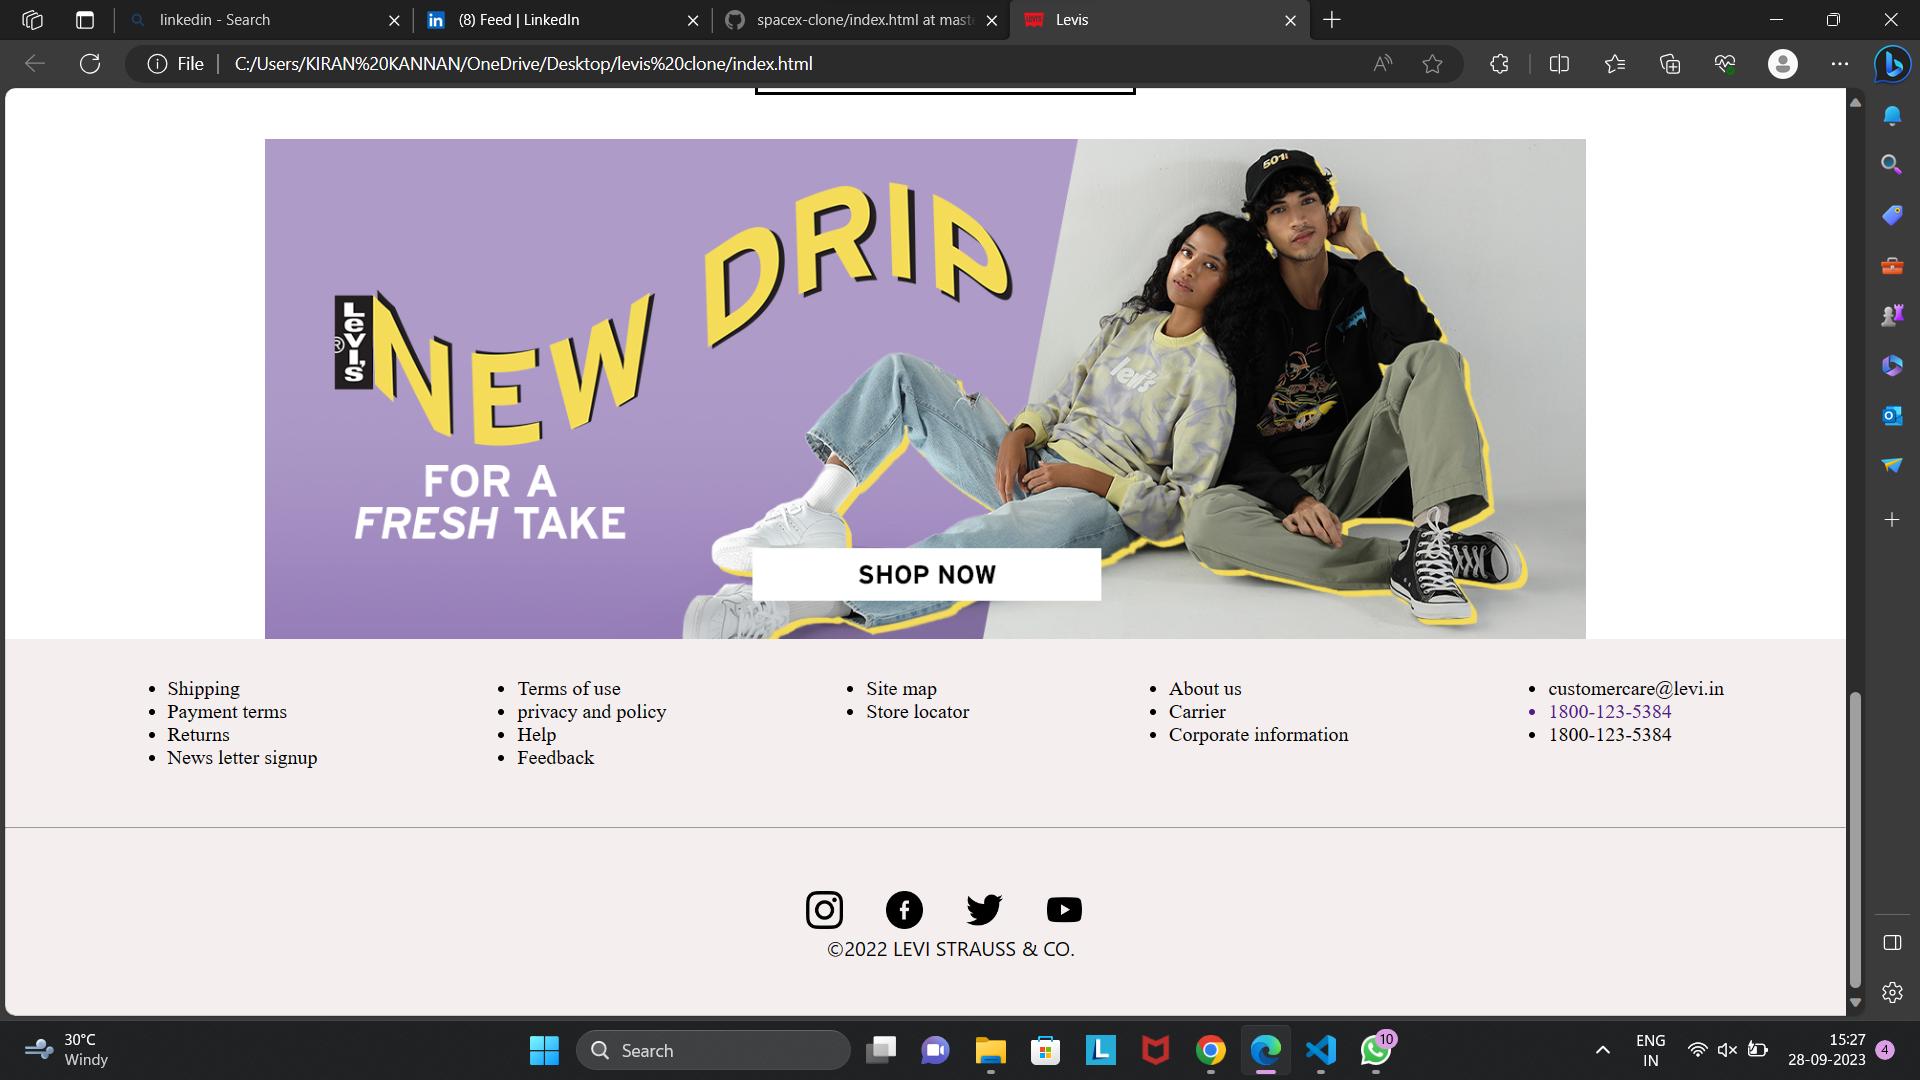 linkedin - Search
(8) Feed | LinkedIn
spacex-clone/index.html at maste
Levis
File
C:/Users/KIRAN%20KANNAN/OneDrive/Desktop/levis%20clone/index.html
501
NEW DRIP
Levi's
®
levi's
FOR A
FRESH TAKE
SHOP NOW
Shipping
Payment terms
Returns
News letter signup
Terms of use
privacy and policy
Help
Feedback
Site map
Store locator
About us
Carrier
Corporate information
customercare@levi.in
1800-123-5384
1800-123-5384
©2022 LEVI STRAUSS & CO.
30°C
Windy
Search
10
ENG
IN
15:27
28-09-2023
4